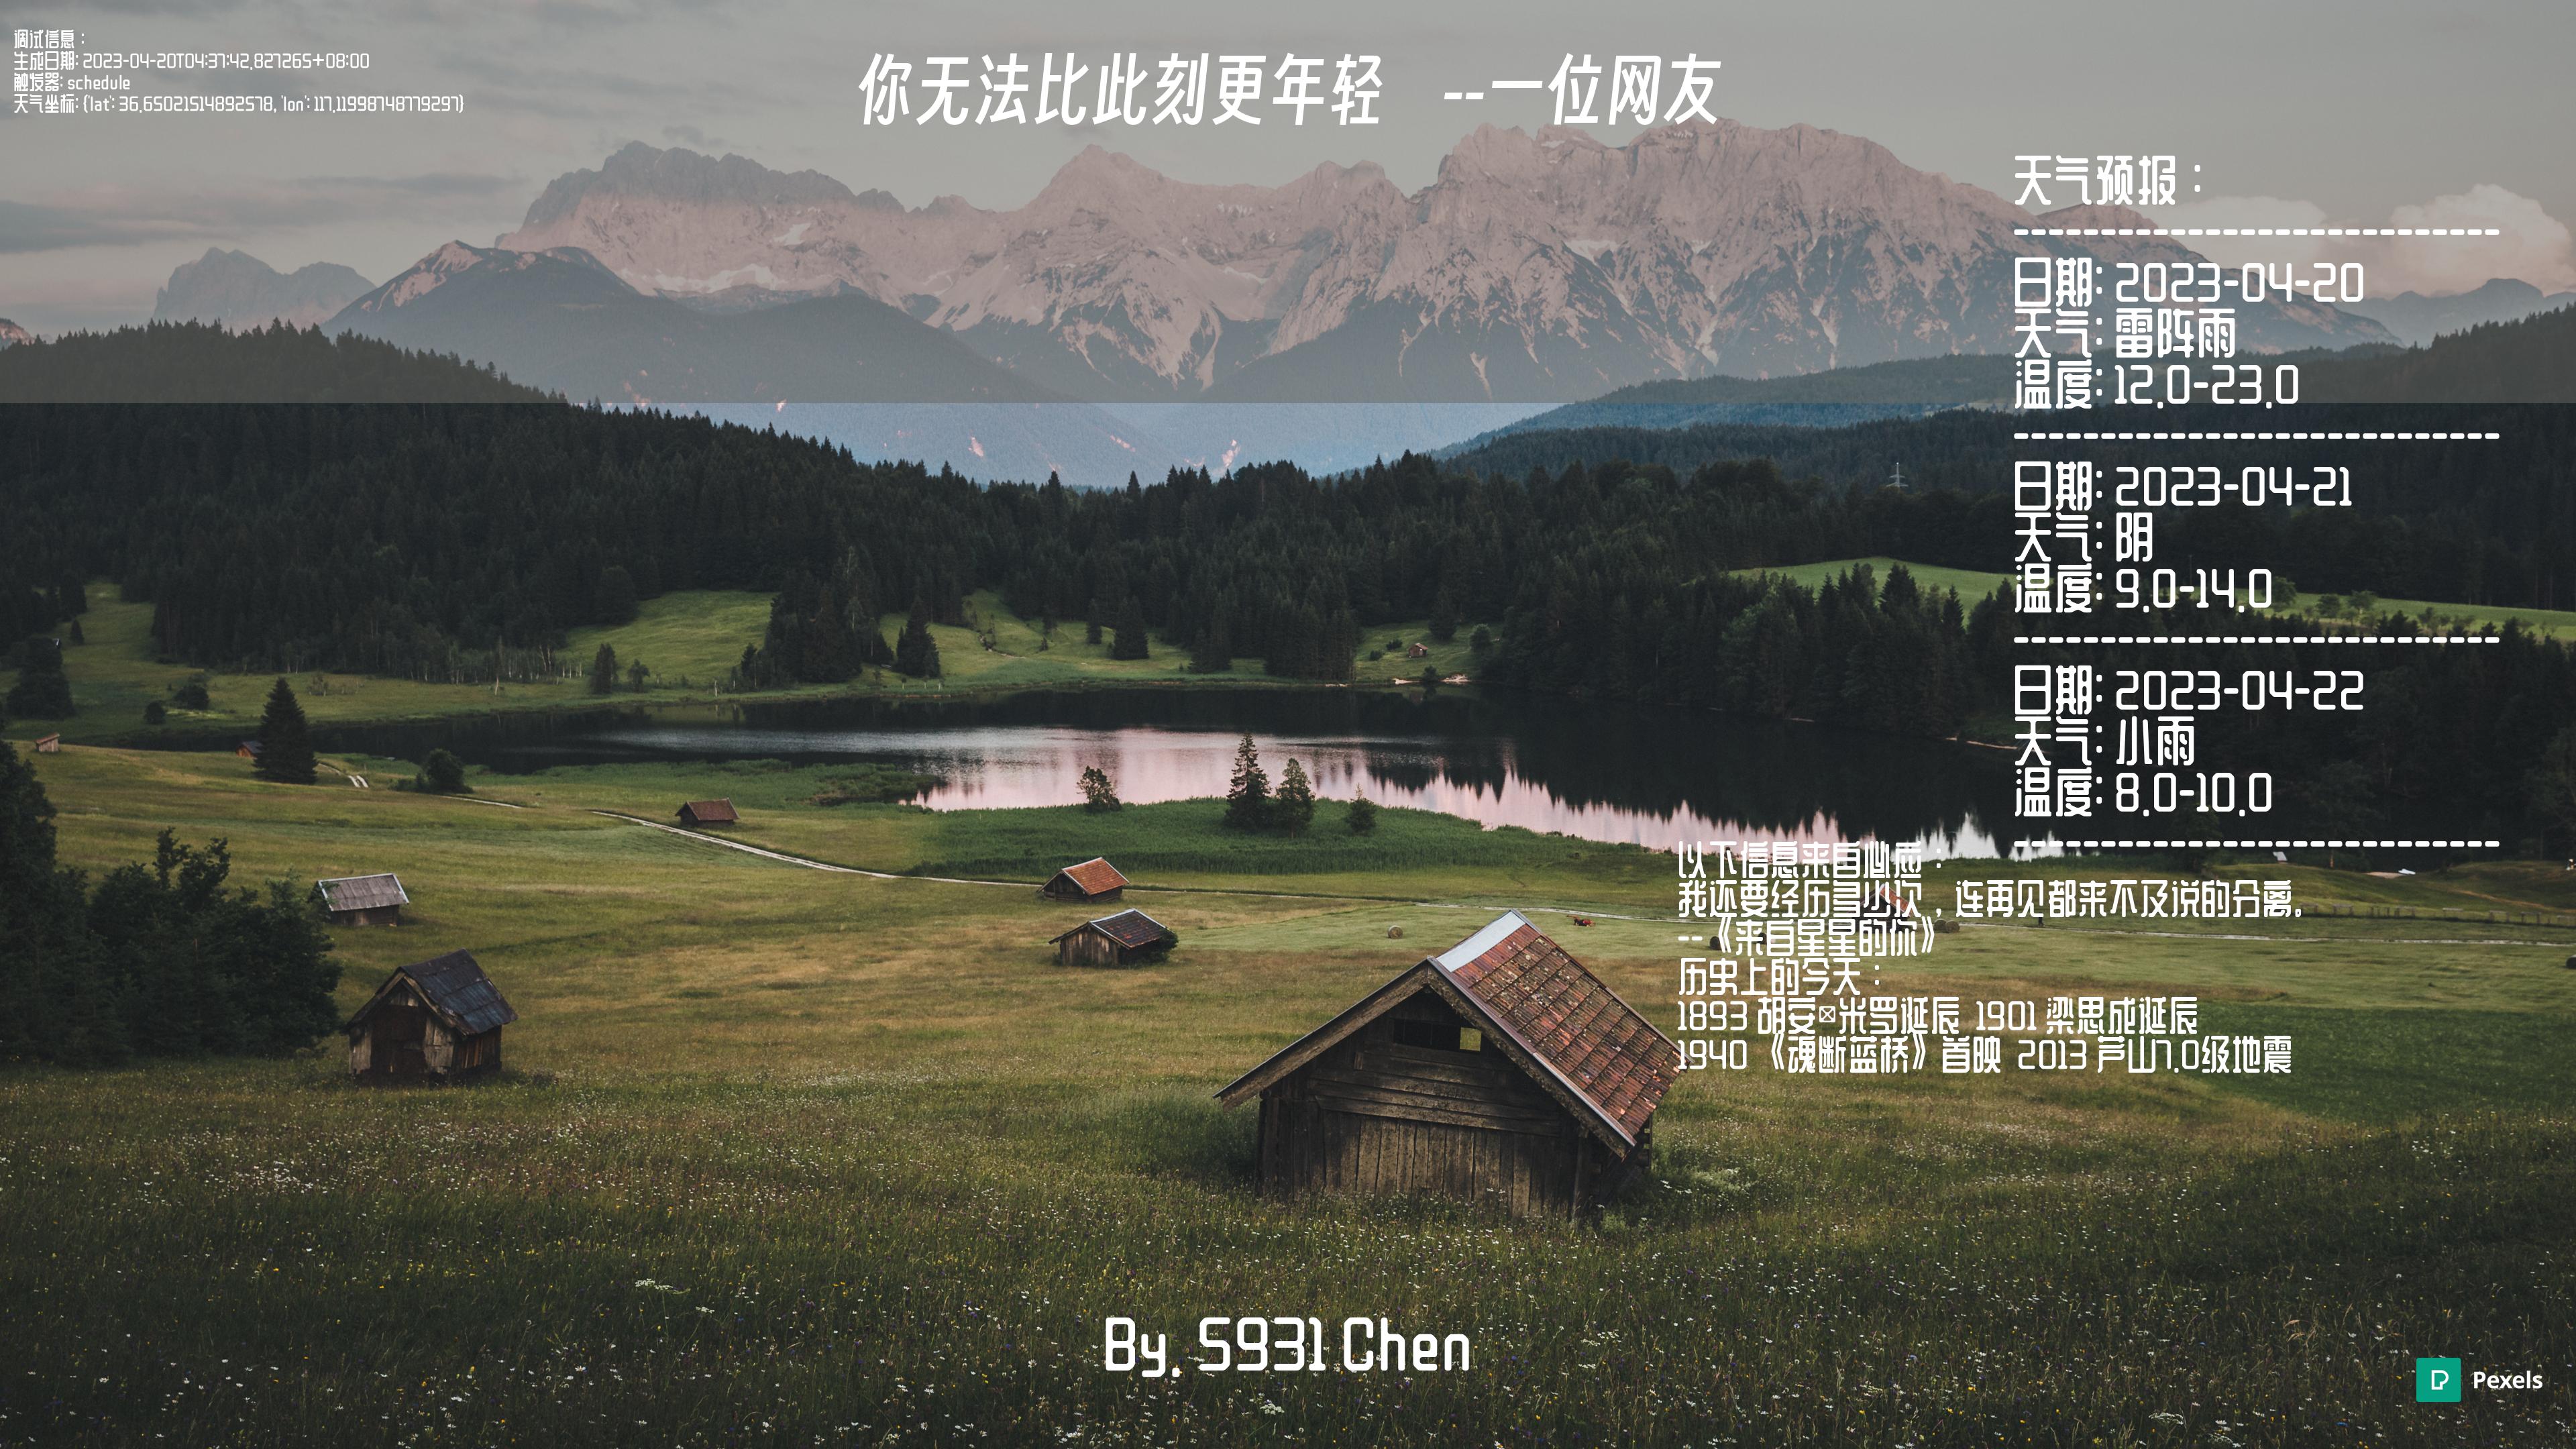 调试信息：
生成日期: 2023-04-20T04:37:42.827265+08:00
触发器: schedule
天气坐标: {'lat': 36.65021514892578, 'lon': 117.11998748779297}
你无法比此刻更年轻 --一位网友
天气预报：
----------------------------
日期: 2023-04-20
天气: 雷阵雨
温度: 12.0-23.0
----------------------------
日期: 2023-04-21
天气: 阴
温度: 9.0-14.0
----------------------------
日期: 2023-04-22
天气: 小雨
温度: 8.0-10.0
----------------------------
以下信息来自必应：
我还要经历多少次，连再见都来不及说的分离。
--《来自星星的你》
历史上的今天：
1893 胡安·米罗诞辰 1901 梁思成诞辰
1940 《魂断蓝桥》首映 2013 芦山7.0级地震
By. S931 Chen
Pexels